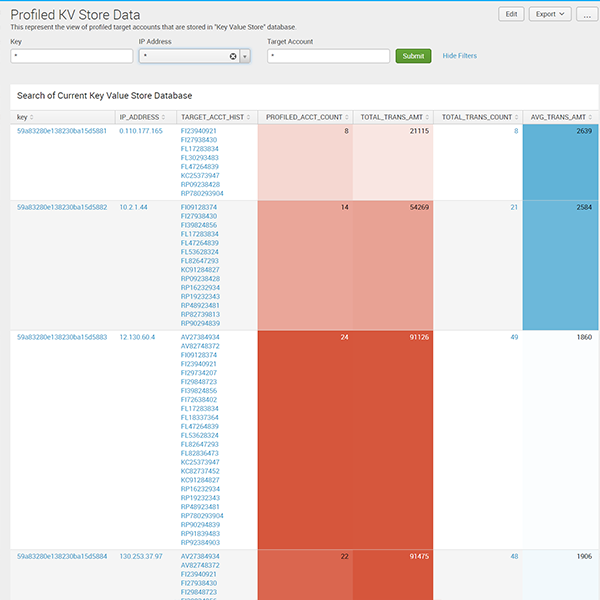 Profiled KV Store Data
This represent the view of profiled target accounts that are stored in "Key Value Store" database.
Edit Export ...
Key IP Address Target Account
* * * Submit Hide Filters
Search of Current Key Value Store Database
key IP_ADDRESS TARGET_ACCT_HIST PROFILED_ACCT_COUNT TOTAL_TRANS_AMT TOTAL_TRANS_COUNT AVG_TRANS_AMT
59a83280e138230ba15d5881 0.110.177.165 FI23940921 8 21115 8 2639
FI27938430
FL17283834
FL30293483
FL47264839
KC25373947
RP09238428
RP780293904
59a83280e138230ba15d5882 10.2.1.44 FI09128374 14 54269 21 2584
FI27938430
FI39824856
FL17283834
FL47264839
FL53628324
FL82647293
KC91284827
RP09238428
RP16232934
RP19232343
RP48923481
RP82739813
RP90294839
59a83280e138230ba15d5883 12.130.60.4 AV27384934 24 91126 49 1860
AV82748372
FI09128374
FI23940921
FI29734207
FI29848723
FI39824856
FI72638402
FL17283834
FL18337364
FL47264839
FL53628324
FL82647293
FL82836473
KC25373947
KC82737452
KC91284827
RP16232934
RP19232343
RP48923481
RP780293904
RP90294839
RP91839483
RP92384903
59a83280e138230ba15d5884 130.253.37.97 AV27384934 22 91475 48 1906
AV82748372
FI23940921
FI27938430
FI29848723